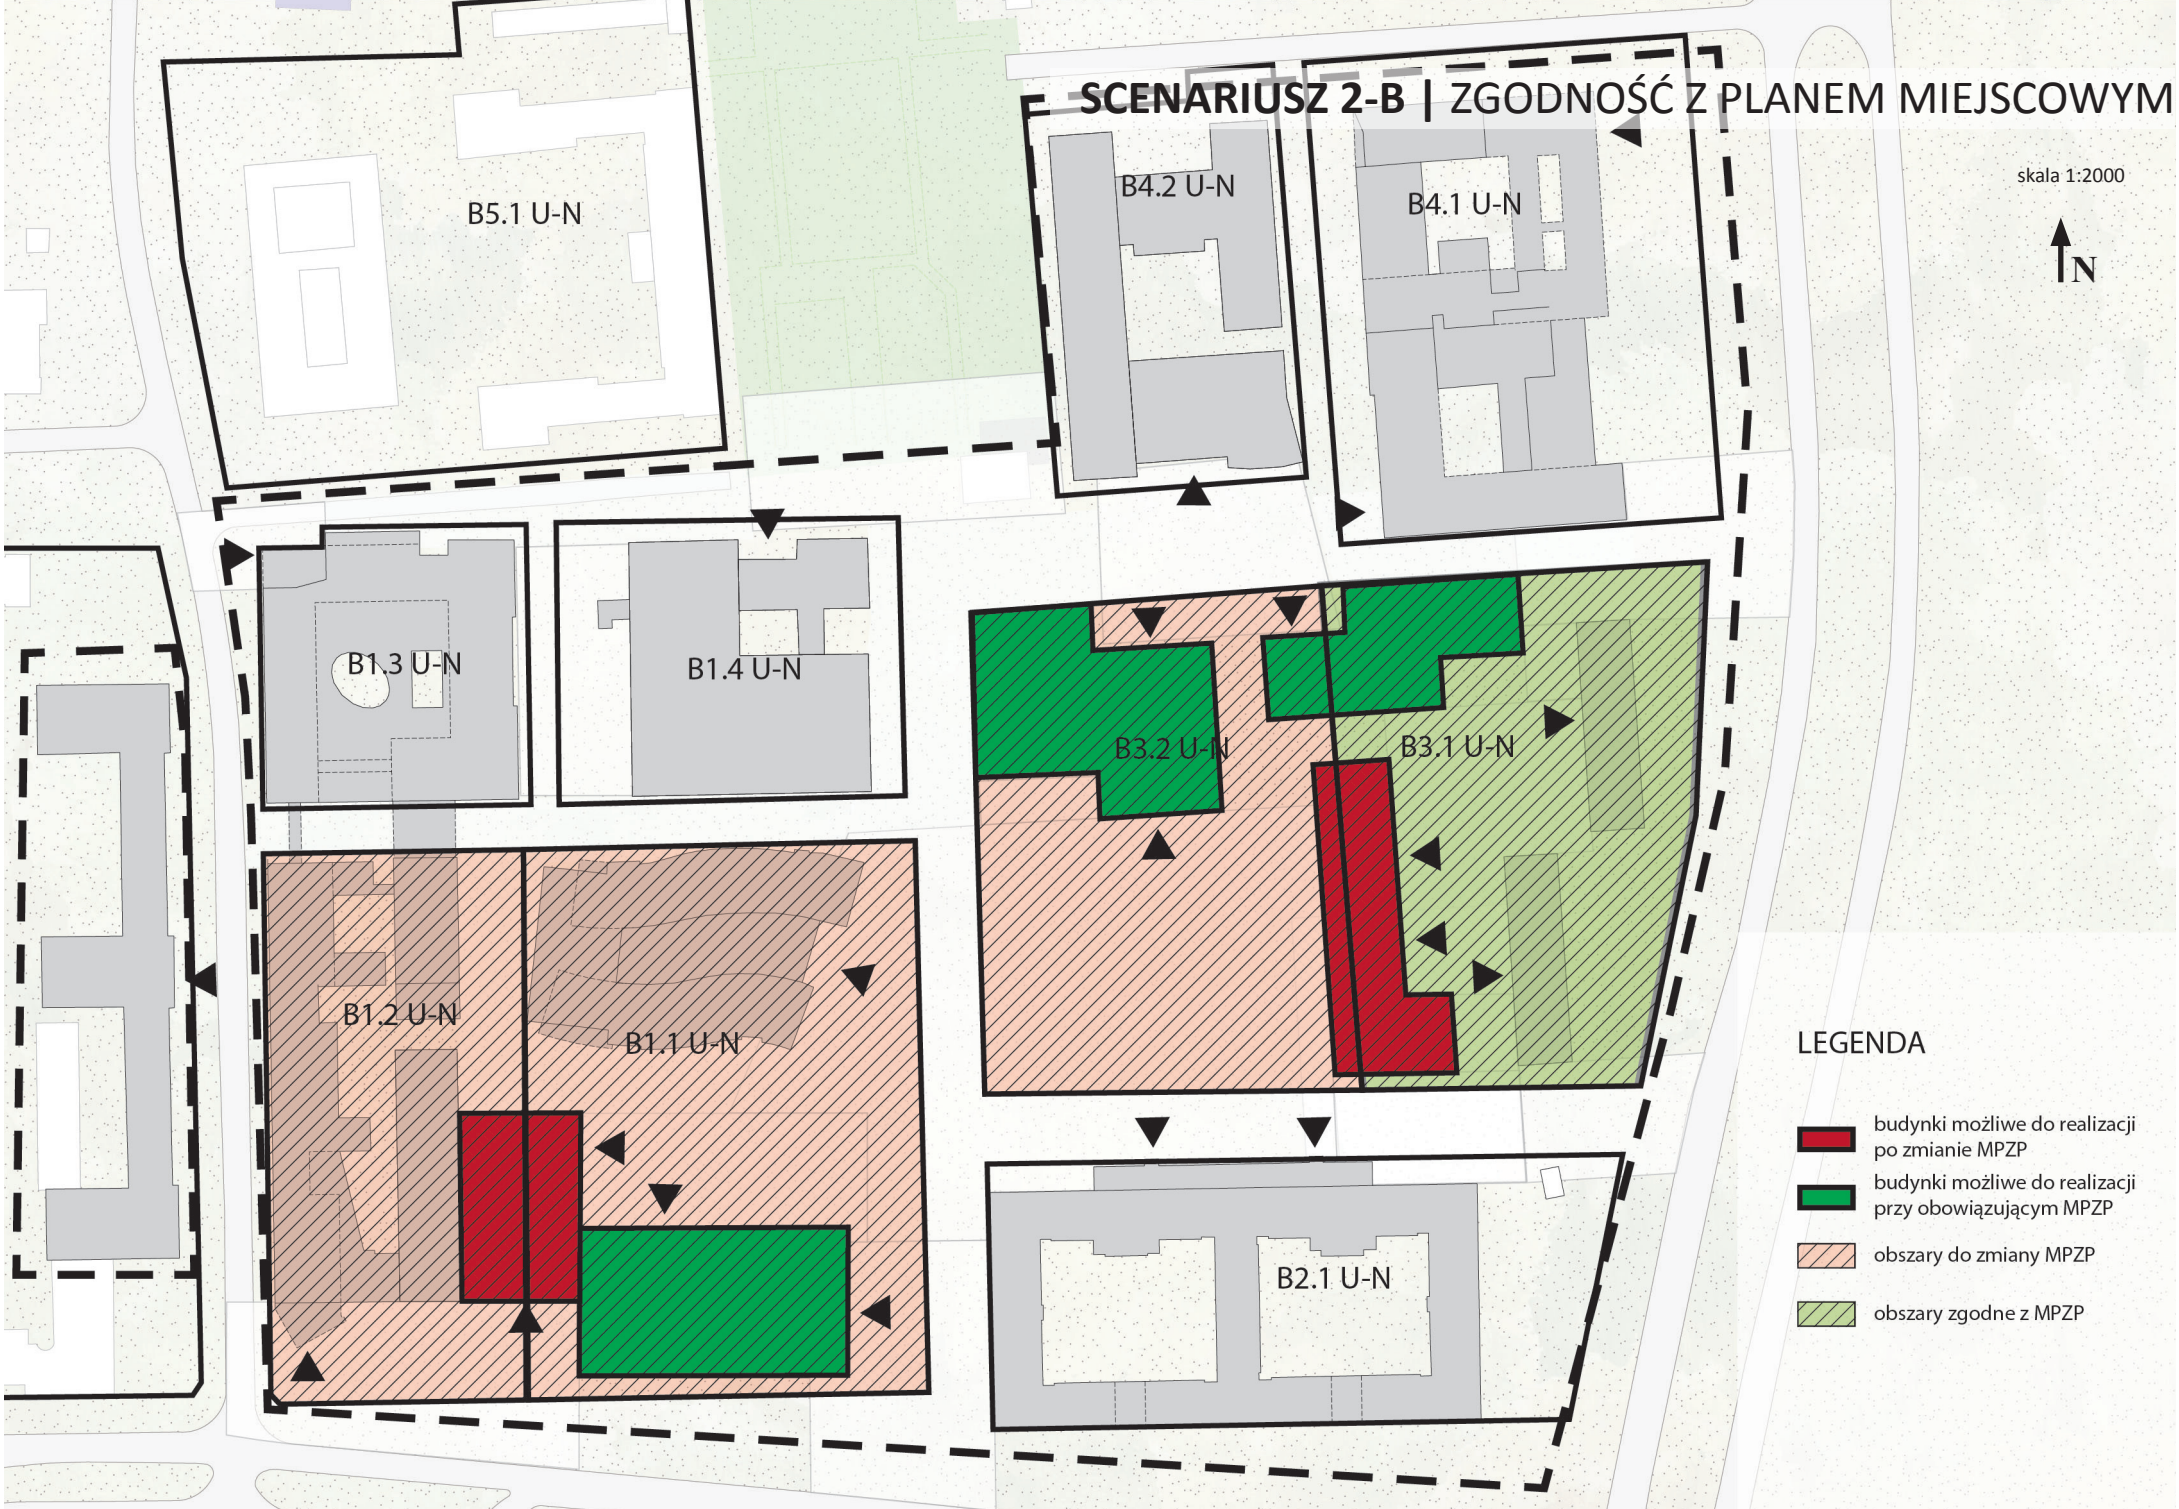 SCENARIUSZ 2-B | ZGODNOŚĆ Z PLANEM MIEJSCOWYM
skala 1:2000
N
B5.1 U-N
B4.2 U-N
B4.1 U-N
B1.3 U-N
B1.4 U-N
B3.2 U-N
B3.1 U-N
B1.2 U-N
B1.1 U-N
B2.1 U-N
LEGENDA
budynki możliwe do realizacji
po zmianie MPZP
budynki możliwe do realizacji
przy obowiązującym MPZP
obszary do zmiany MPZP
obszary zgodne z MPZP